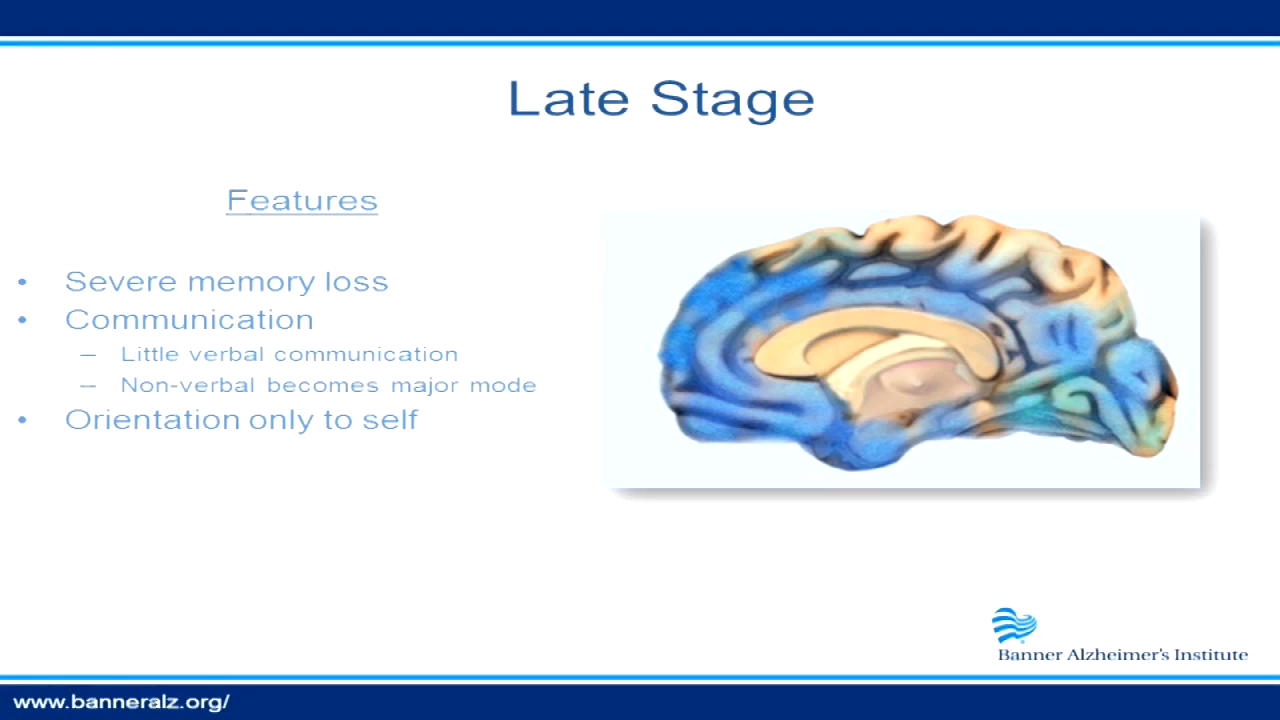 Late Stage
Features
• Severe memory loss
• Communication
– Little verbal communication
– Non-verbal becomes major mode
• Orientation only to self
Banner Alzheimer's Institute
www.banneralz.org/